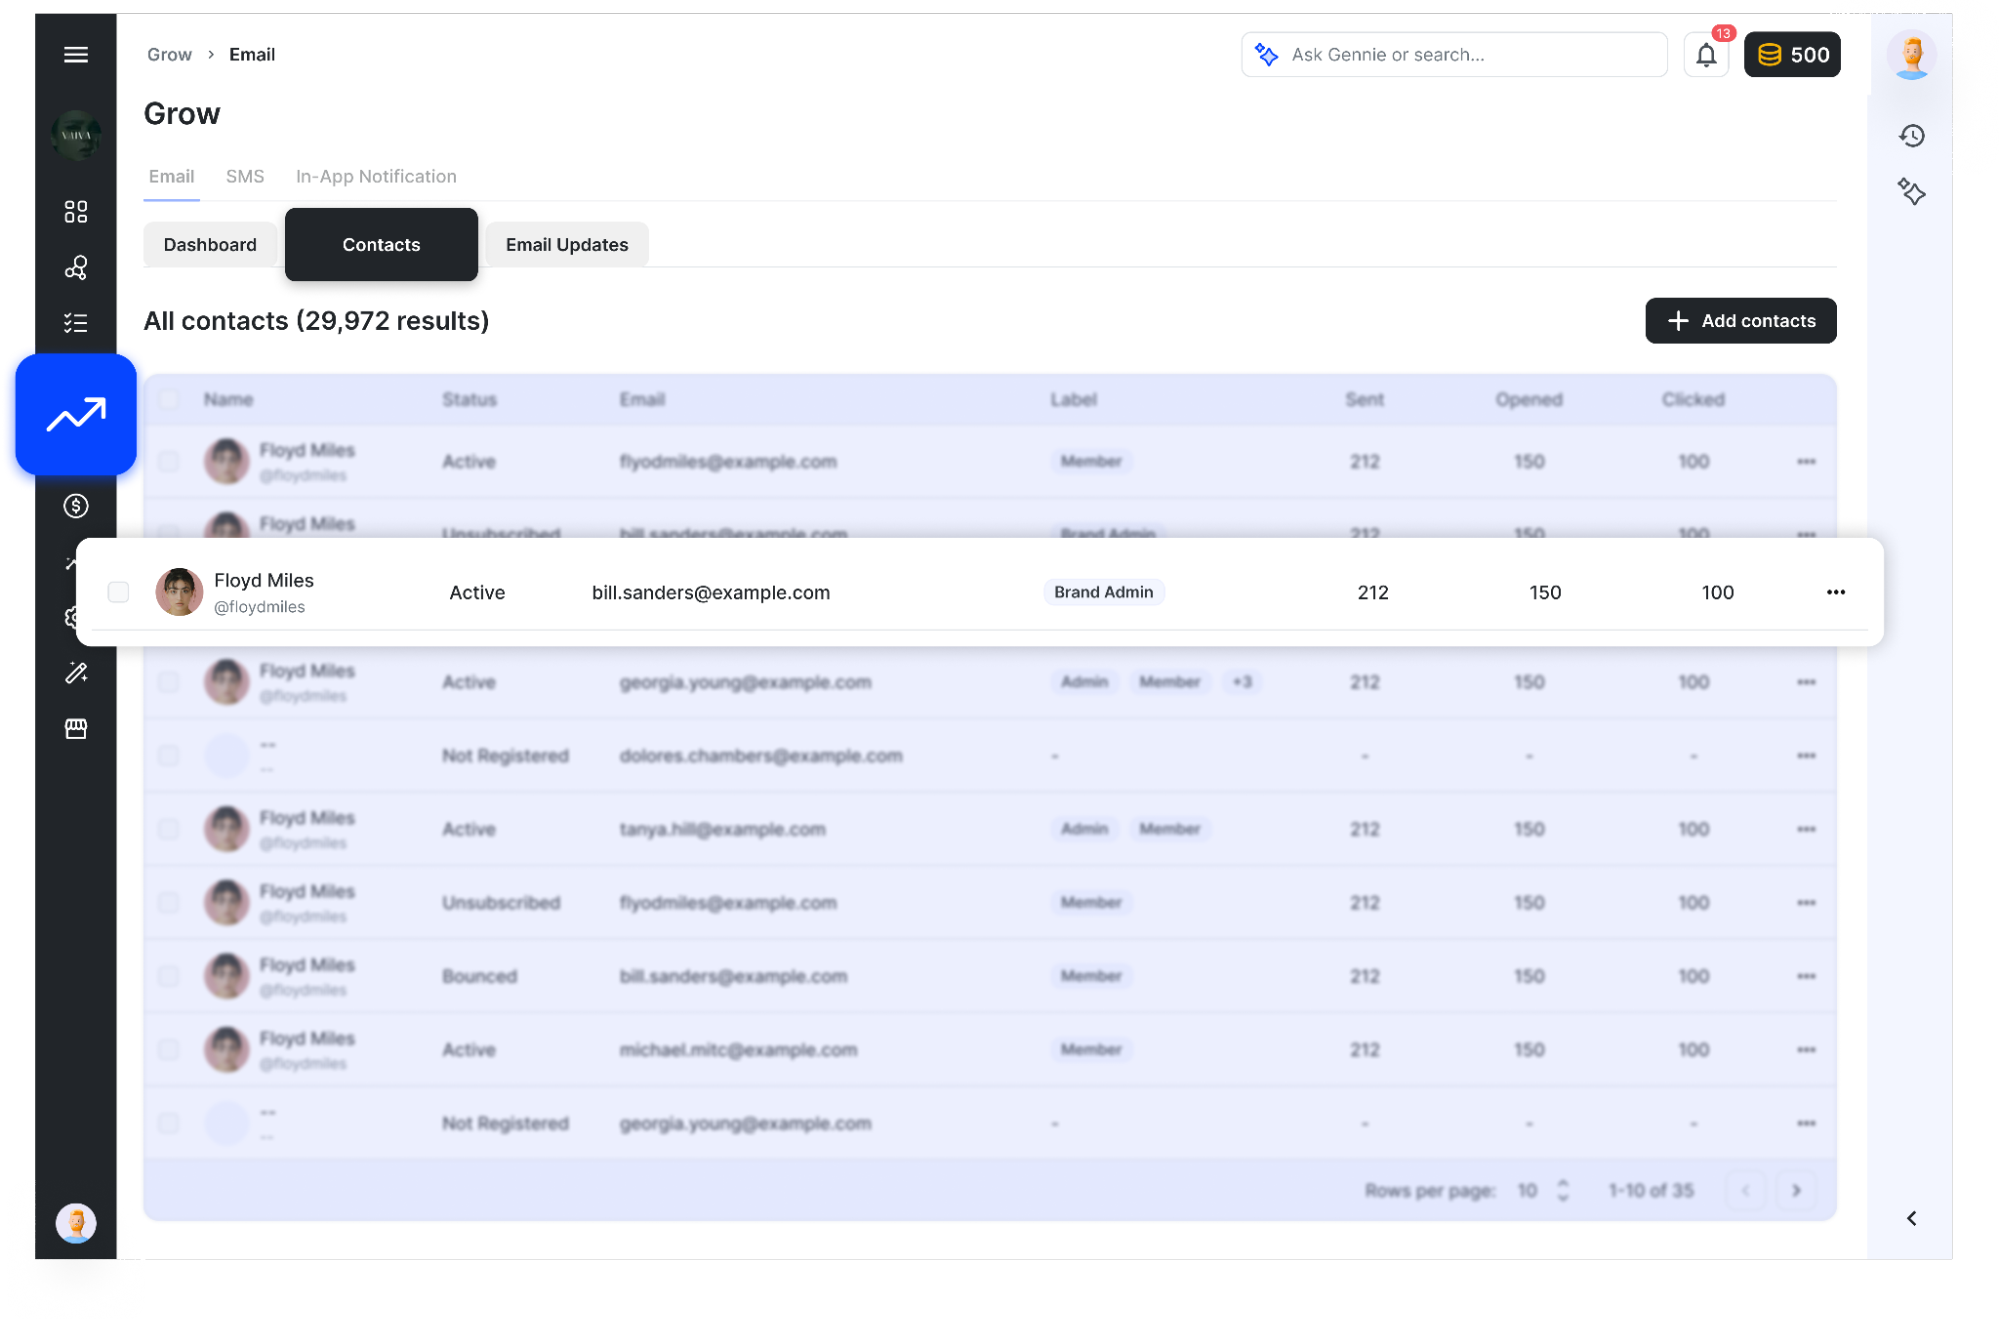 Grow > Email
Ask Gennie or search...
13
500
VAIVA
Grow
Email SMS In-App Notification
Dashboard Contacts Email Updates
All contacts (29,972 results)
+ Add contacts
Name Status Email Label Sent Opened Clicked
Floyd Miles
@floydmiles
Active flyodmiles@example.com Member 212 150 100
Floyd Miles
Unsubscribed bill.sanders@example.com Brand Admin 212 150 100
Floyd Miles
@floydmiles
Active bill.sanders@example.com Brand Admin 212 150 100
Floyd Miles
@floydmiles
Active georgia.young@example.com Admin Member +3 212 150 100
--
--
Not Registered dolores.chambers@example.com - - - -
Floyd Miles
@floydmiles
Active tanya.hill@example.com Admin Member 212 150 100
Floyd Miles
@floydmiles
Unsubscribed flyodmiles@example.com Member 212 150 100
Floyd Miles
@floydmiles
Bounced bill.sanders@example.com Member 212 150 100
Floyd Miles
@floydmiles
Active michael.mitc@example.com Member 212 150 100
--
--
Not Registered georgia.young@example.com - - - -
Rows per page: 10 1-10 of 35